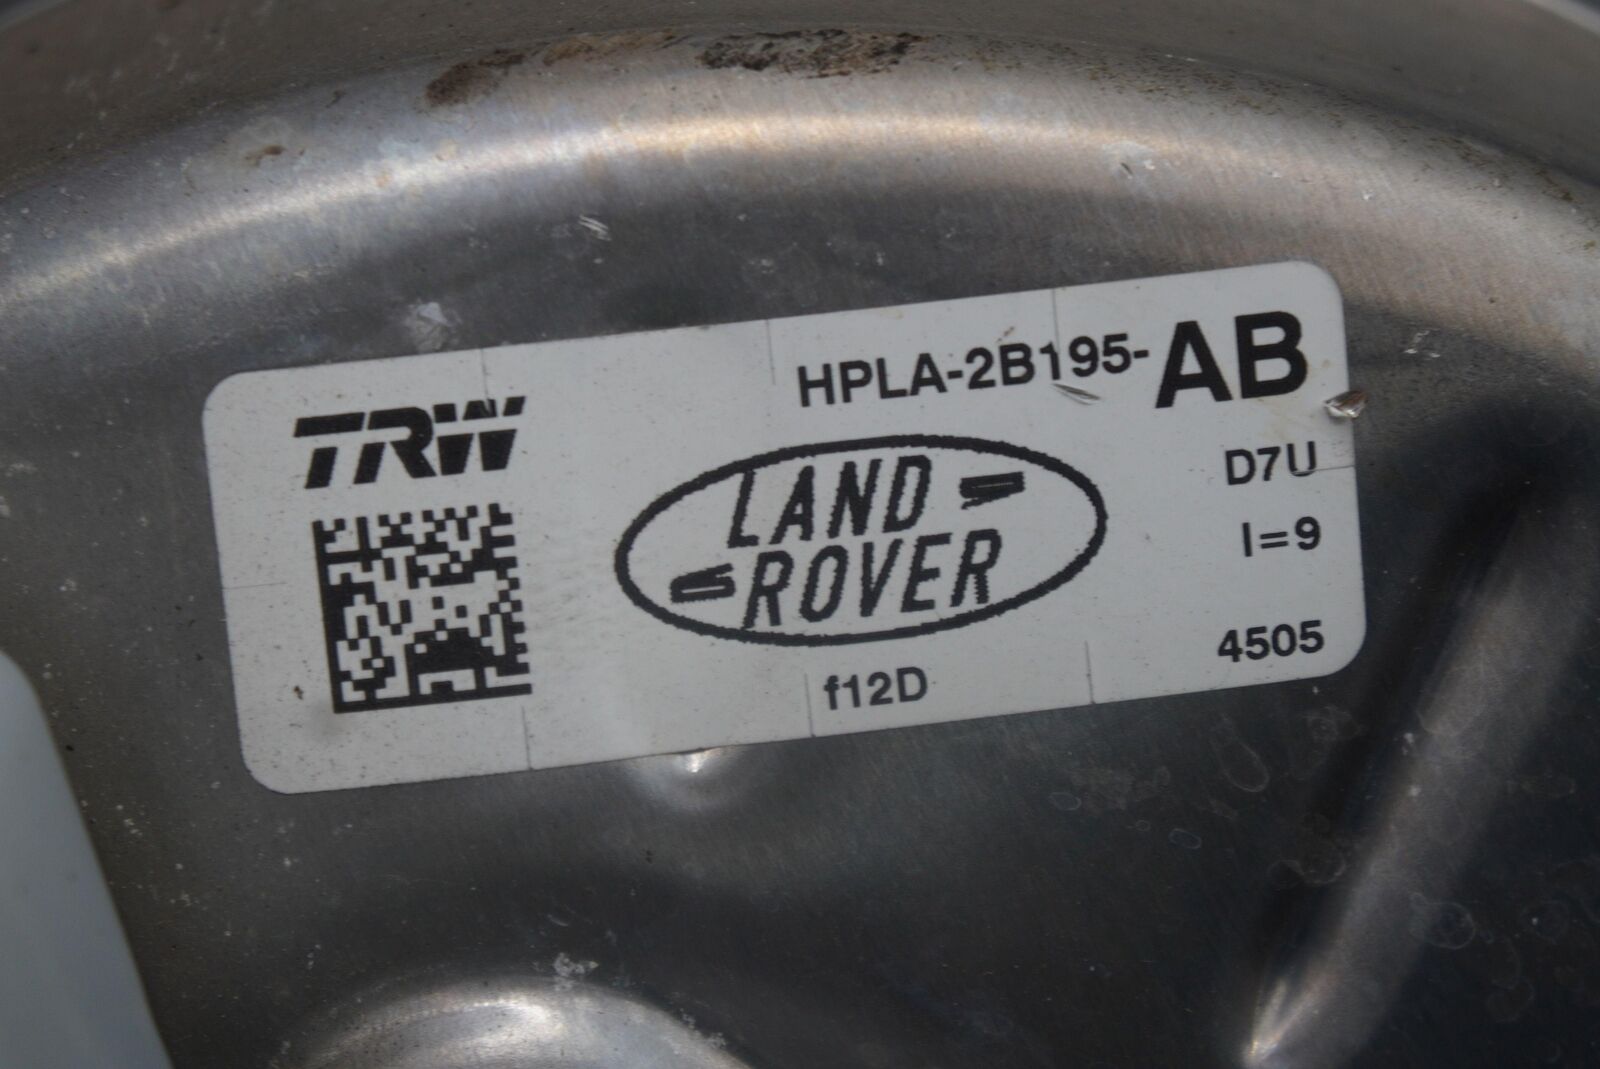 HPLA-2B195-AB
TRW
LAND
ROVER
D7U
I=9
4505
f12D